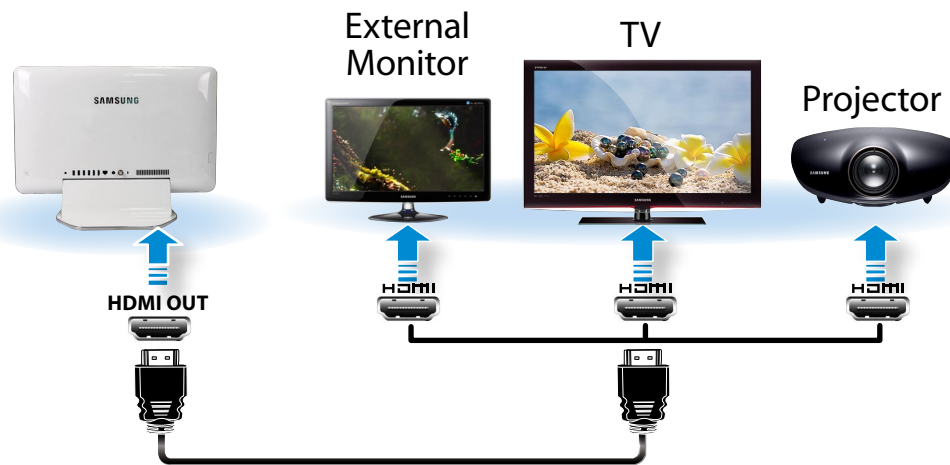 External
Monitor
TV
Projector
SAMSUNG
SAMSUNG
SAMSUNG
SAMSUNG
HDMI OUT
HDMI
HDMI
HDMI